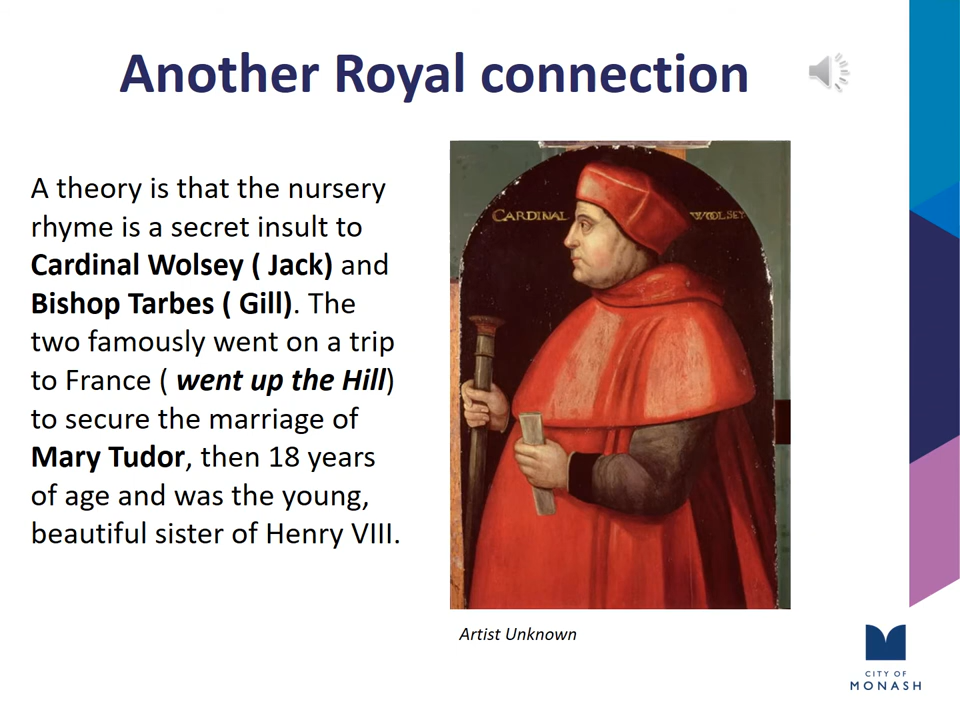 Another Royal connection
A theory is that the nursery
rhyme is a secret insult to
Cardinal Wolsey ( Jack) and
Bishop Tarbes ( Gill). The
two famously went on a trip
to France ( went up the Hill)
to secure the marriage of
Mary Tudor, then 18 years
of age and was the young,
beautiful sister of Henry VIII.
CARDINAL WOLSEY
Artist Unknown
CITY OF
MONASH